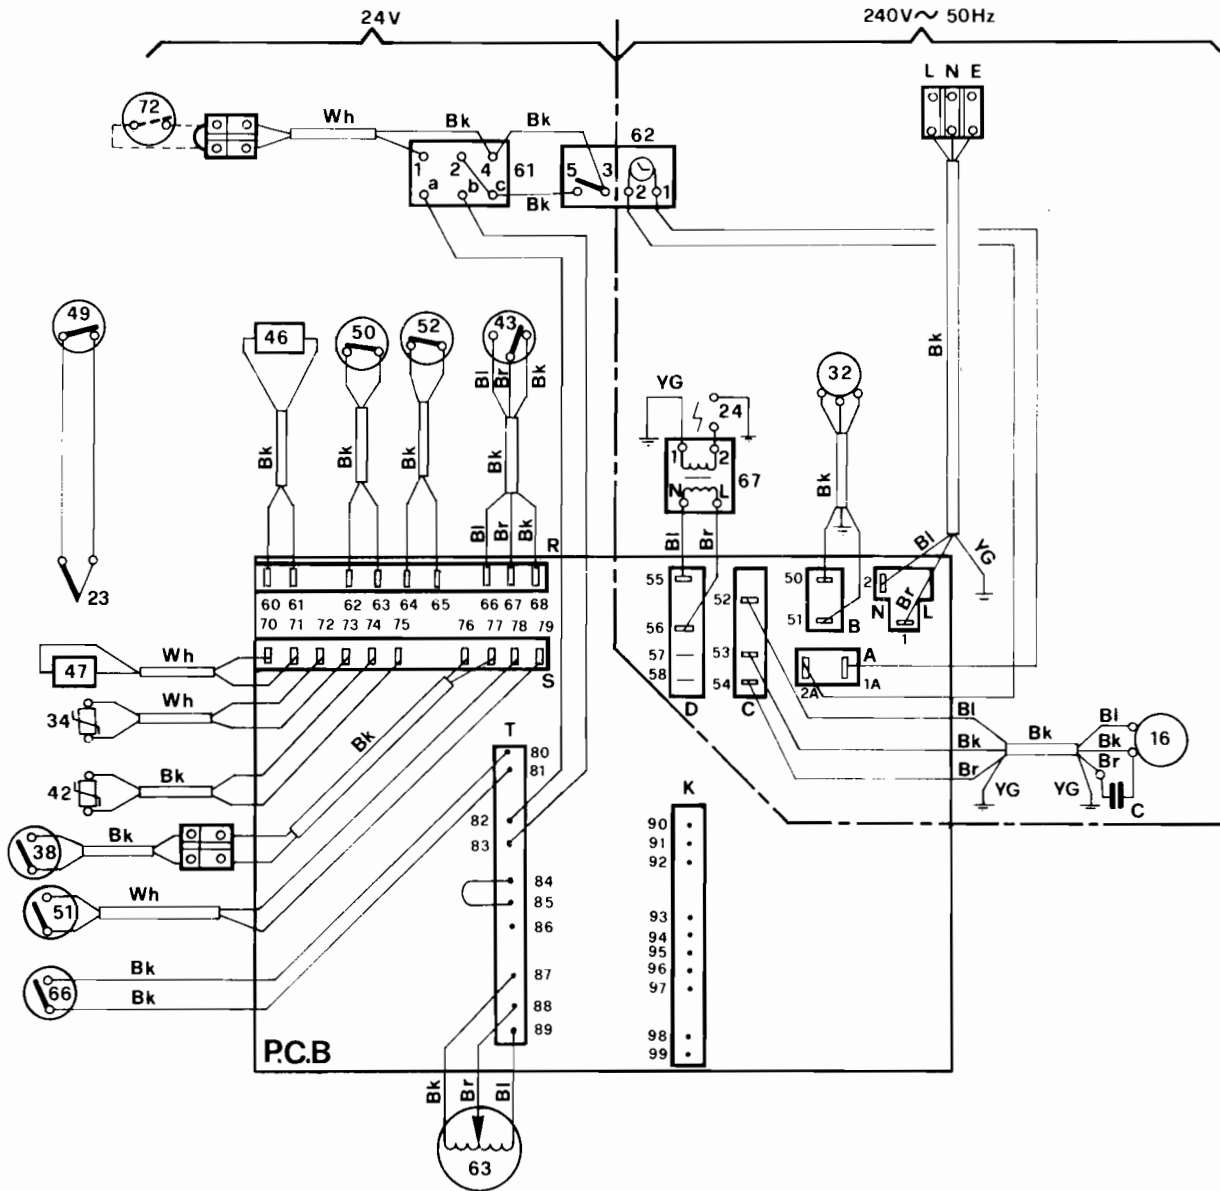 24V
240V∼ 50Hz
L N E
72
Wh
Bk
Bk
62
1 2 4
61
5 3
a b c
2 1
Bk
49
46
50
52
43
Bl
Br
Bk
YG
24
32
Bk
1 2
67
N L
Bk
Bk
Bk
Bk
Bk
Bl
Br
Bk
Bl
Br
Bl
YG
R
23
60 61 62 63 64 65 66 67 68
70 71 72 73 74 75 76 77 78 79
S
55
56
57
58
D
52
53
54
C
50
51
B
2
N
Br
L
1
A
2A
1A
47
Wh
34
Wh
42
Bk
Bk
38
Bk
51
Wh
66
Bk
Bk
T
80
81
82
83
84
85
86
87
88
89
K
90
91
92
93
94
95
96
97
98
99
Bl
Bk
Br
YG
Bk
YG
Bl
Bk
Br
16
C
P.C.B
Bk
Br
Bl
63